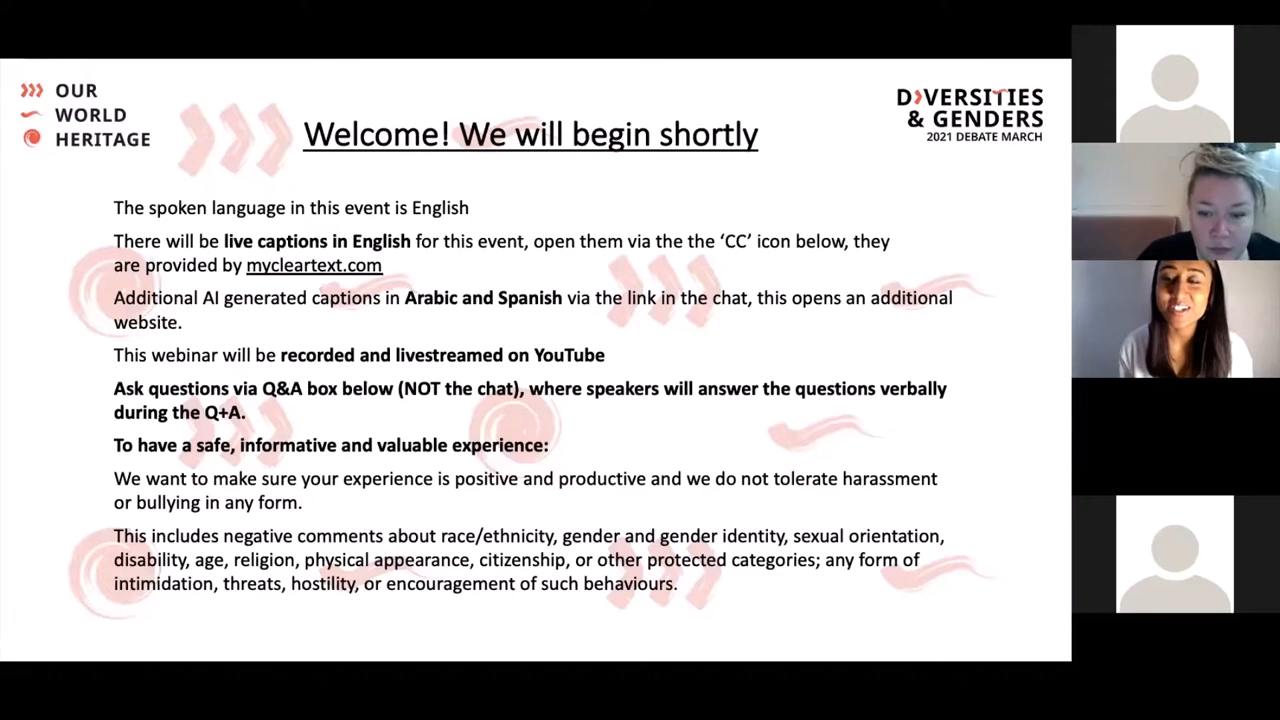 OUR
WORLD
HERITAGE
DIVERSITIES
& GENDERS
2021 DEBATE MARCH
Welcome! We will begin shortly
The spoken language in this event is English
There will be live captions in English for this event, open them via the the ‘CC’ icon below, they
are provided by mycleartext.com
Additional AI generated captions in Arabic and Spanish via the link in the chat, this opens an additional
website.
This webinar will be recorded and livestreamed on YouTube
Ask questions via Q&A box below (NOT the chat), where speakers will answer the questions verbally
during the Q+A.
To have a safe, informative and valuable experience:
We want to make sure your experience is positive and productive and we do not tolerate harassment
or bullying in any form.
This includes negative comments about race/ethnicity, gender and gender identity, sexual orientation,
disability, age, religion, physical appearance, citizenship, or other protected categories; any form of
intimidation, threats, hostility, or encouragement of such behaviours.